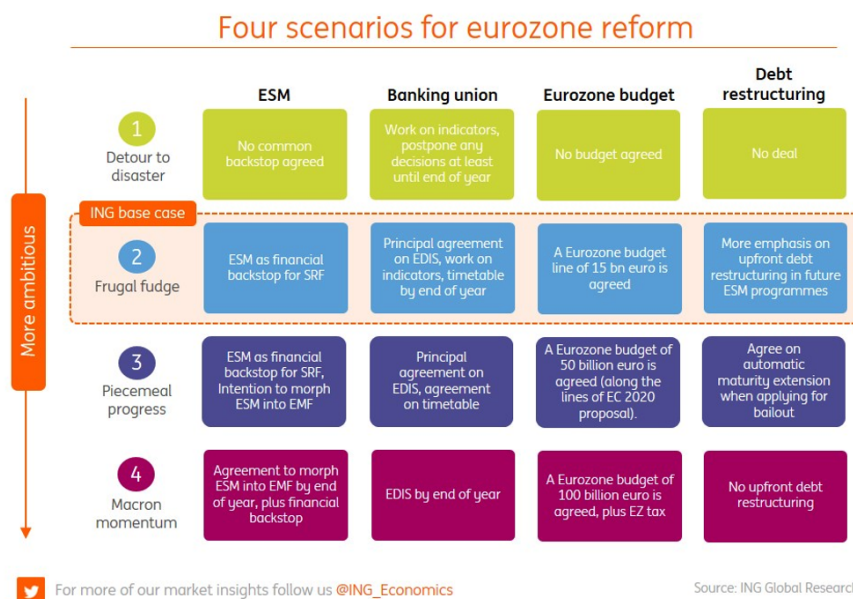 Four scenarios for eurozone reform
ESM
Banking union
Eurozone budget
Debt
restructuring
More ambitious
1
Detour to
disaster
No common
backstop agreed
Work on indicators,
postpone any
decisions at least
until end of year
No budget agreed
No deal
ING base case
2
Frugal fudge
ESM as financial
backstop for SRF
Principal agreement
on EDIS, work on
indicators, timetable
by end of year
A Eurozone budget
line of 15 bn euro is
agreed
More emphasis on
upfront debt
restructuring in future
ESM programmes
3
Piecemeal
progress
ESM as financial
backstop for SRF,
Intention to morph
ESM into EMF
Principal
agreement on
EDIS, agreement
on timetable
A Eurozone budget of
50 billion euro is
agreed (along the
lines of EC 2020
proposal).
Agree on
automatic
maturity extension
when applying for
bailout
4
Macron
momentum
Agreement to morph
ESM into EMF by end
of year, plus financial
backstop
EDIS by end of year
A Eurozone budget of
100 billion euro is
agreed, plus EZ tax
No upfront debt
restructuring
For more of our market insights follow us @ING_Economics
Source: ING Global Research